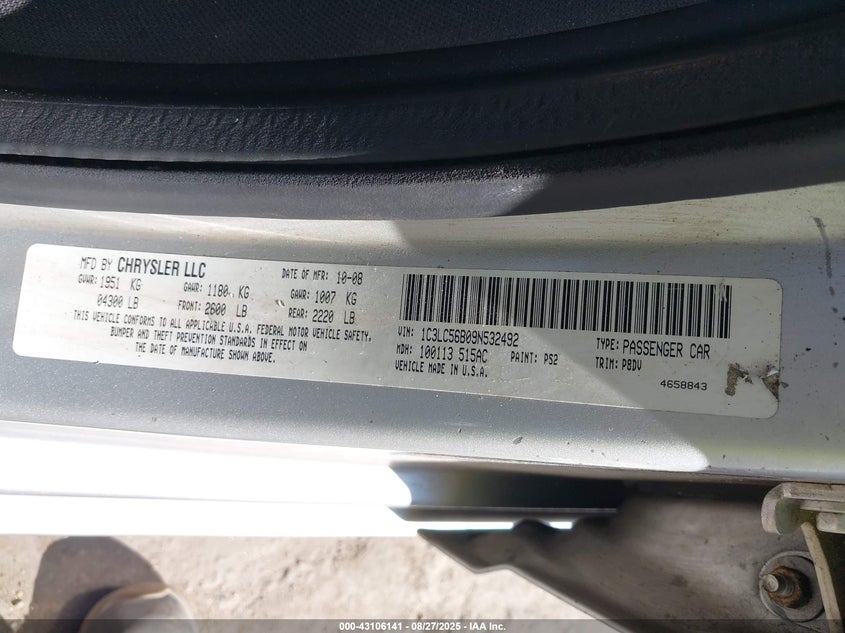 MFD BY CHRYSLER LLC
DATE OF MFR: 10-08
GVWR: 1951 KG
GAWR: 1180 KG
GAWR: 1007 KG
04300 LB
FRONT: 2600 LB
REAR: 2220 LB
THIS VEHICLE CONFORMS TO ALL APPLICABLE U.S.A. FEDERAL MOTOR VEHICLE SAFETY,
BUMPER AND THEFT PREVENTION STANDARDS IN EFFECT ON
THE DATE OF MANUFACTURE SHOWN ABOVE.
VIN: 1C3LC56B09N532492
TYPE: PASSENGER CAR
MDH: 100113 515AC
PAINT: PS2
TRIM: P8DV
VEHICLE MADE IN U.S.A.
4658843
000-43106141 - 08/27/2025 - IAA Inc.